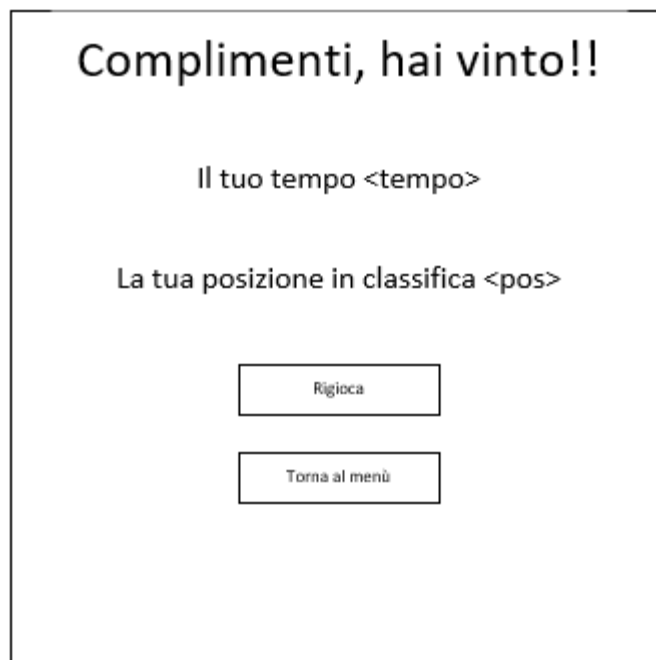 Complimenti, hai vinto!!
Il tuo tempo <tempo>
La tua posizione in classifica <pos>
Rigioca
Torna al menù